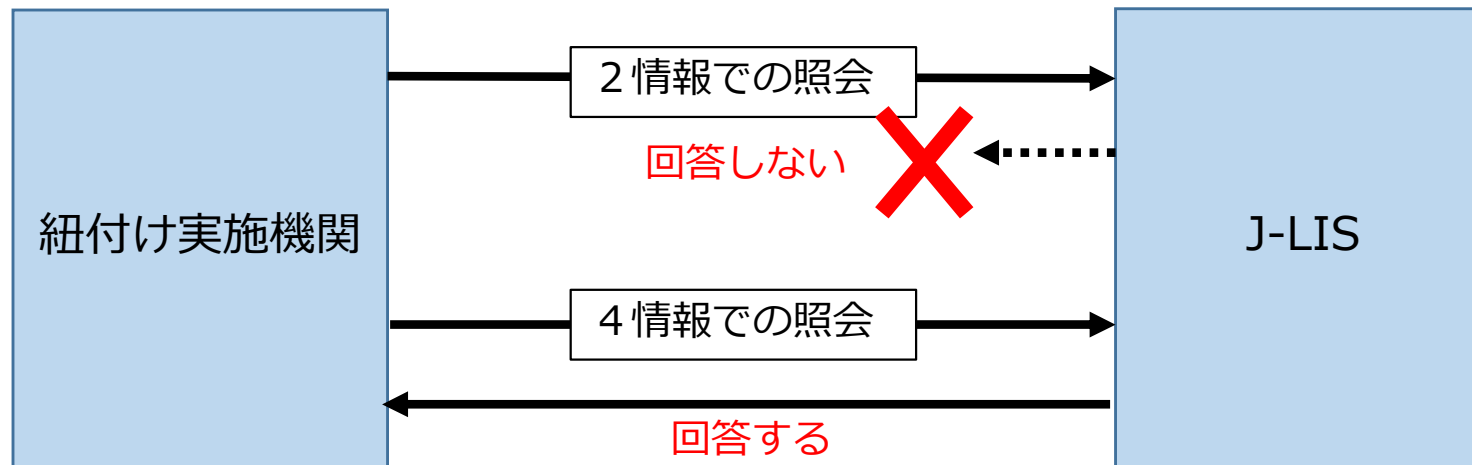 ２情報での照会
回答しない
紐付け実施機関
J-LIS
４情報での照会
回答する